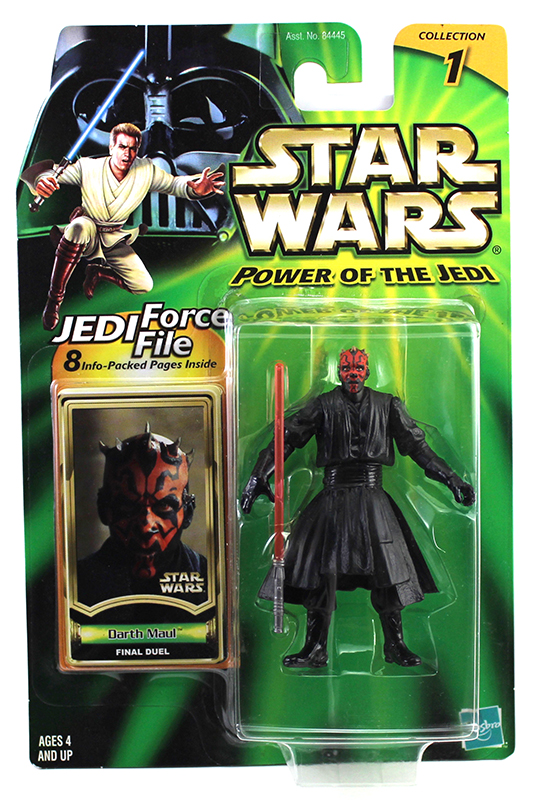 Asst. No. 84445
COLLECTION
1
STAR
WARS®
POWER OF THE JEDI
JEDI Force
File
8 Info-Packed Pages Inside
STAR
WARS
Darth Maul™
FINAL DUEL
AGES 4
AND UP
Hasbro